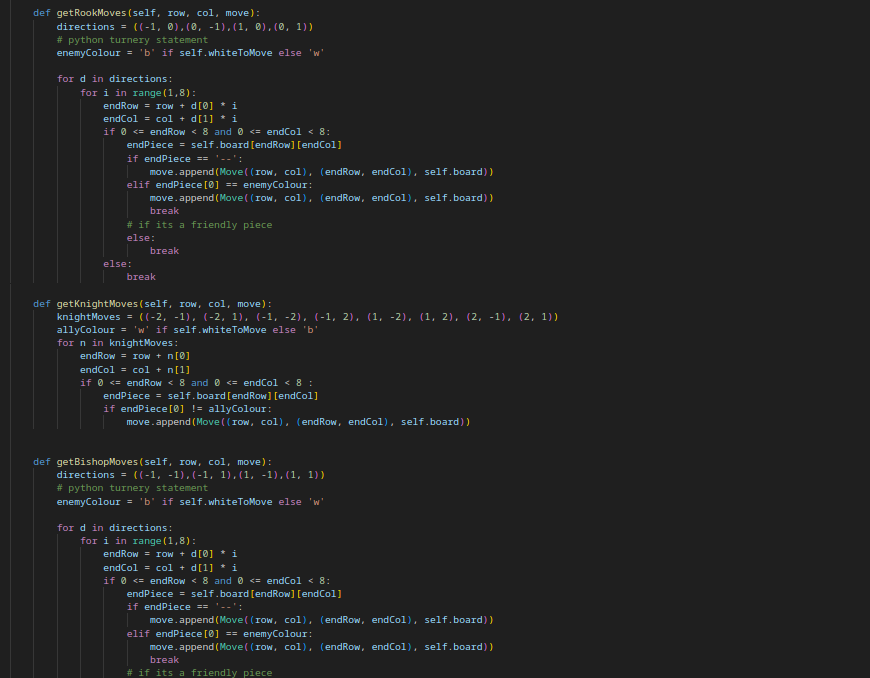 def getRookMoves(self, row, col, move):
    directions = ((-1, 0),(0, -1),(1, 0),(0, 1))
    # python turnery statement
    enemyColour = 'b' if self.whiteToMove else 'w'
    for d in directions:
        for i in range(1,8):
            endRow = row + d[0] * i
            endCol = col + d[1] * i
            if 0 <= endRow < 8 and 0 <= endCol < 8:
                endPiece = self.board[endRow][endCol]
                if endPiece == '--':
                    move.append(Move((row, col), (endRow, endCol), self.board))
                elif endPiece[0] == enemyColour:
                    move.append(Move((row, col), (endRow, endCol), self.board))
                    break
                # if its a friendly piece
                else:
                    break
            else:
                break
def getKnightMoves(self, row, col, move):
    knightMoves = ((-2, -1), (-2, 1), (-1, -2), (-1, 2), (1, -2), (1, 2), (2, -1), (2, 1))
    allyColour = 'w' if self.whiteToMove else 'b'
    for n in knightMoves:
        endRow = row + n[0]
        endCol = col + n[1]
        if 0 <= endRow < 8 and 0 <= endCol < 8 :
            endPiece = self.board[endRow][endCol]
            if endPiece[0] != allyColour:
                move.append(Move((row, col), (endRow, endCol), self.board))
def getBishopMoves(self, row, col, move):
    directions = ((-1, -1),(-1, 1),(1, -1),(1, 1))
    # python turnery statement
    enemyColour = 'b' if self.whiteToMove else 'w'
    for d in directions:
        for i in range(1,8):
            endRow = row + d[0] * i
            endCol = col + d[1] * i
            if 0 <= endRow < 8 and 0 <= endCol < 8:
                endPiece = self.board[endRow][endCol]
                if endPiece == '--':
                    move.append(Move((row, col), (endRow, endCol), self.board))
                elif endPiece[0] == enemyColour:
                    move.append(Move((row, col), (endRow, endCol), self.board))
                    break
                # if its a friendly piece